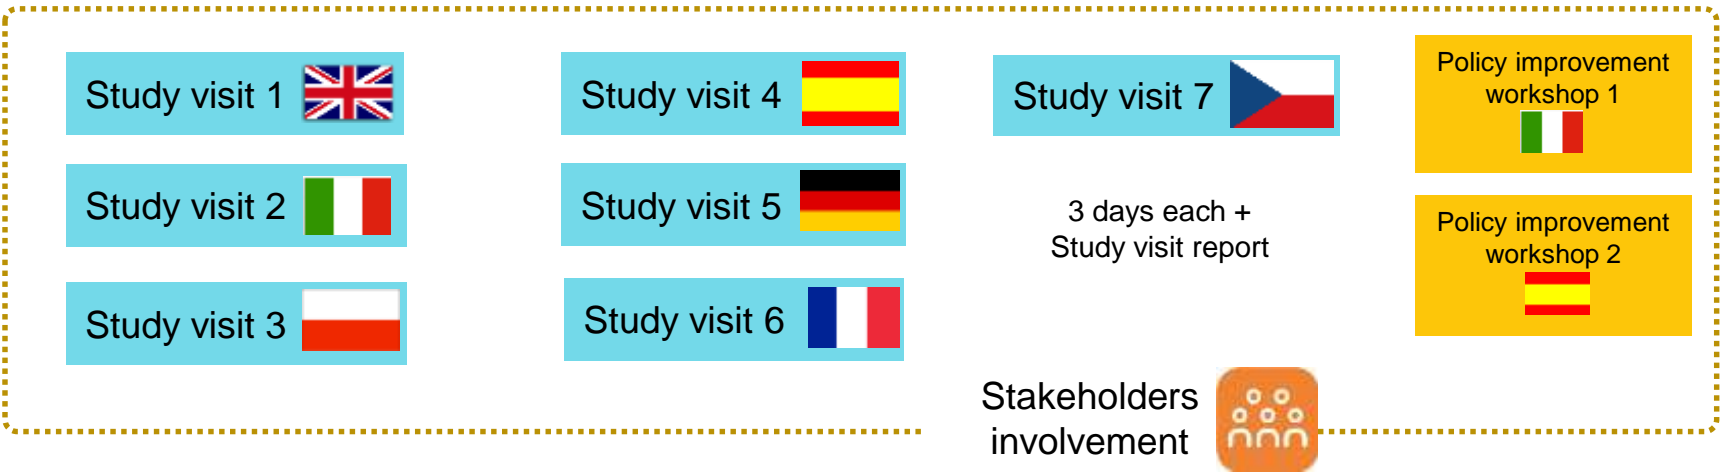 Study visit 1
Study visit 2
Study visit 3
Study visit 4
Study visit 5
Study visit 6
Study visit 7
3 days each +
Study visit report
Policy improvement
workshop 1
Policy improvement
workshop 2
Stakeholders
involvement